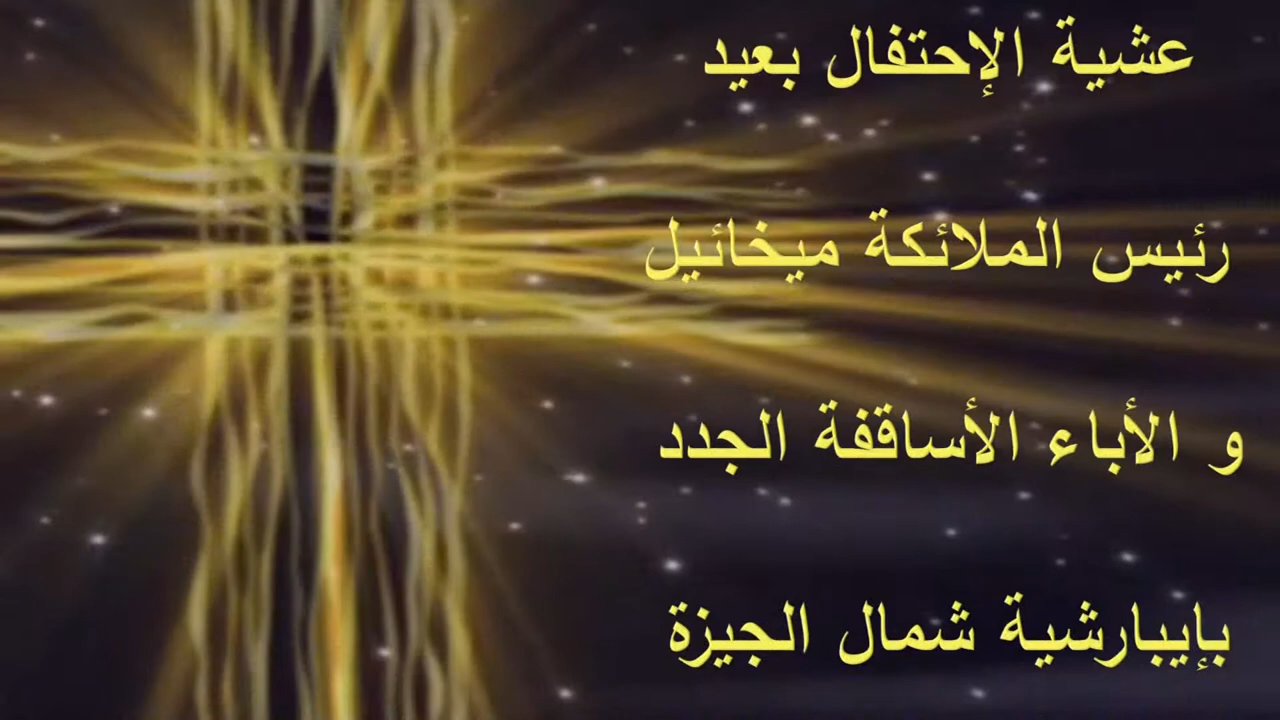 عشية الإحتفال بعيد
رئيس الملائكة ميخائيل
و الأباء الأساقفة الجدد
بإيبارشية شمال الجيزة